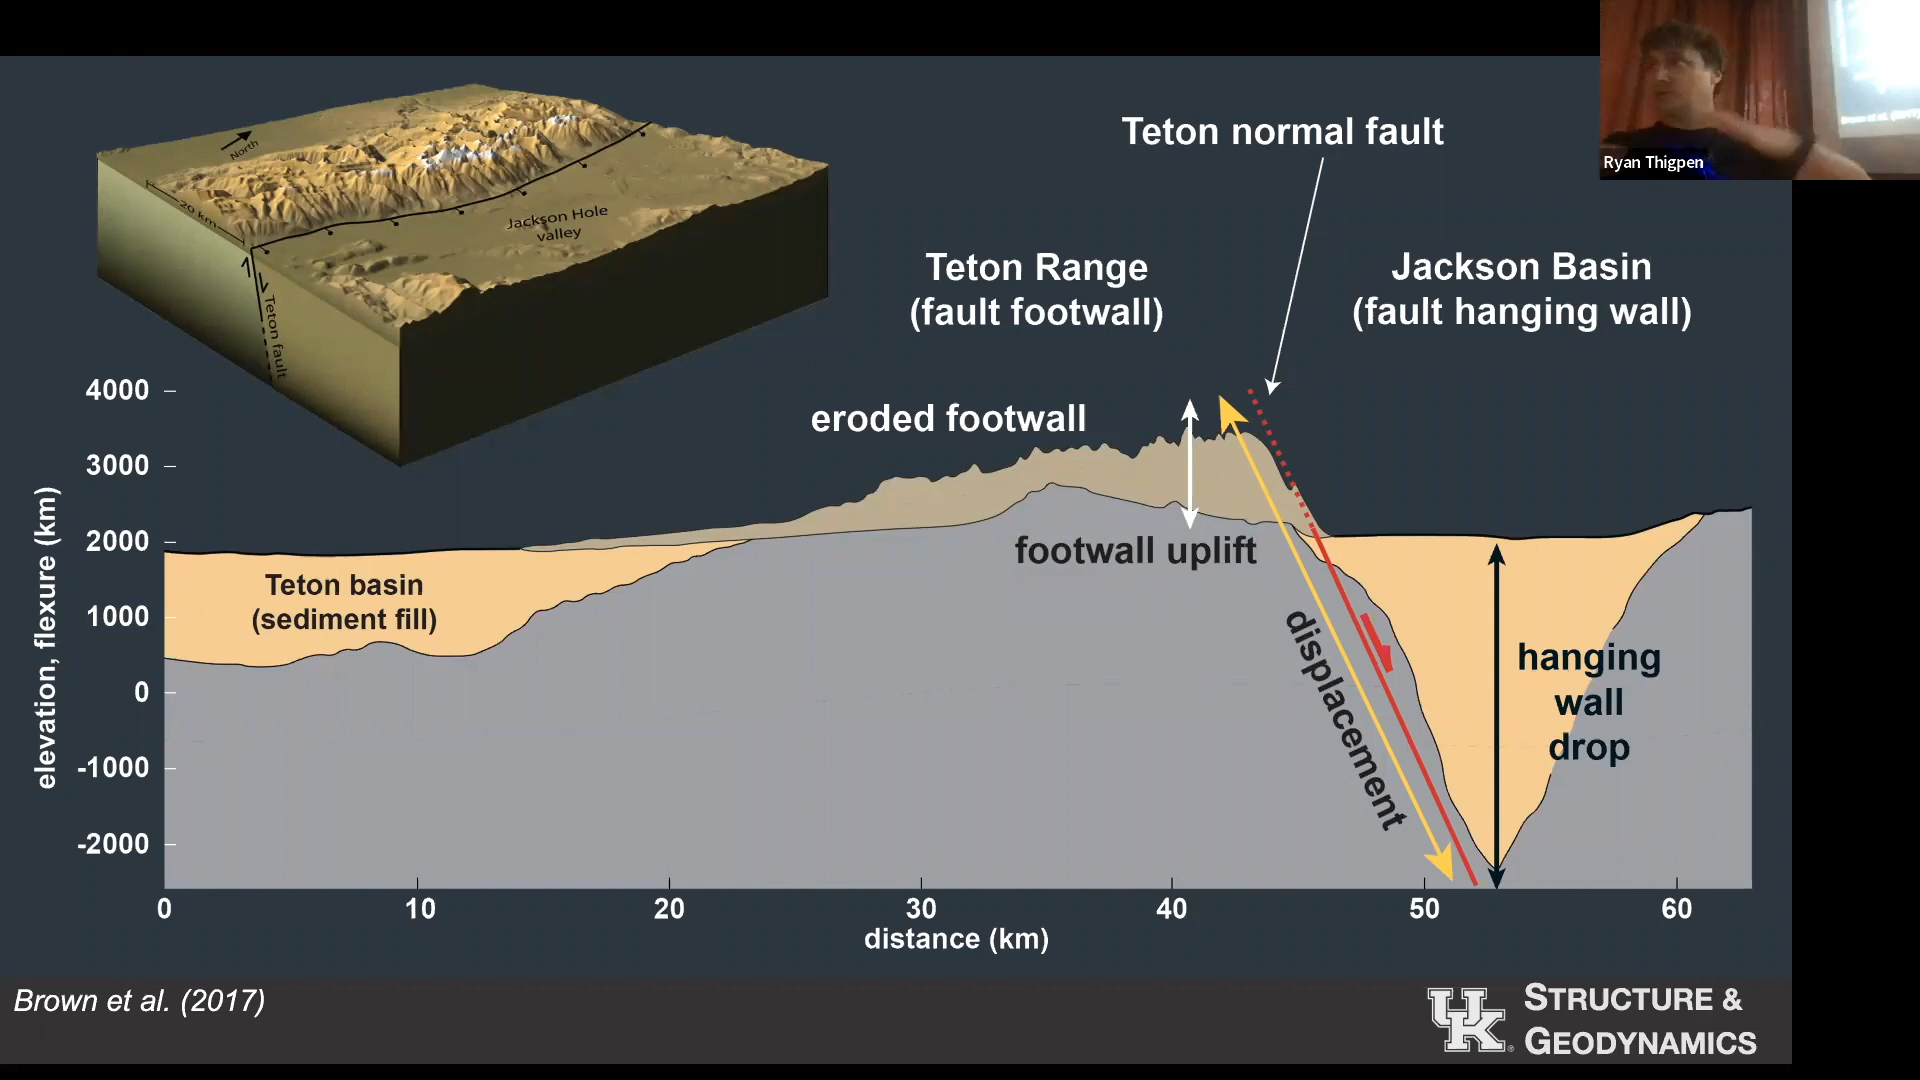 Ryan Thigpen
Teton normal fault
North
20 km
Jackson Hole
valley
Teton fault
Teton Range
(fault footwall)
Jackson Basin
(fault hanging wall)
eroded footwall
footwall uplift
Teton basin
(sediment fill)
displacement
hanging
wall
drop
elevation, flexure (km)
4000
3000
2000
1000
0
-1000
-2000
0 10 20 30 40 50 60
distance (km)
Brown et al. (2017)
UK
STRUCTURE &
GEODYNAMICS